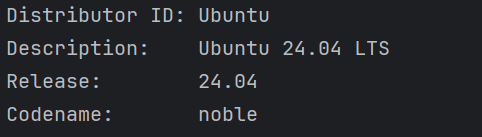 Distributor ID: Ubuntu
Description:    Ubuntu 24.04 LTS
Release:        24.04
Codename:       noble